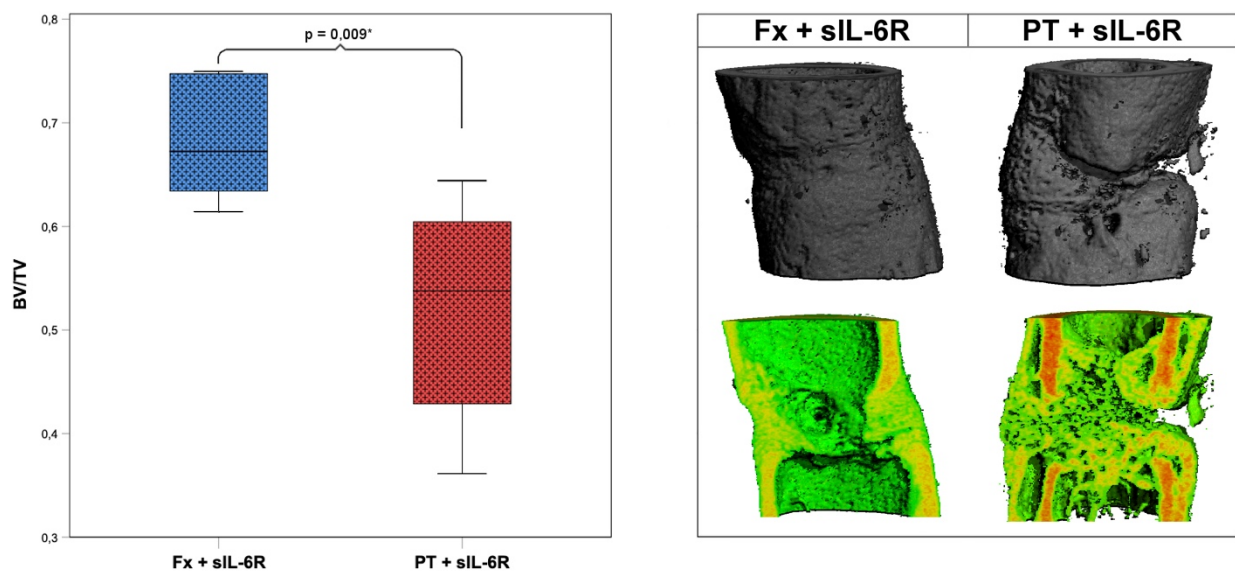 0,8
p = 0,009*
0,7
0,6
0,5
0,4
0,3
BV/TV
Fx + sIL-6R
PT + sIL-6R
Fx + sIL-6R
PT + sIL-6R